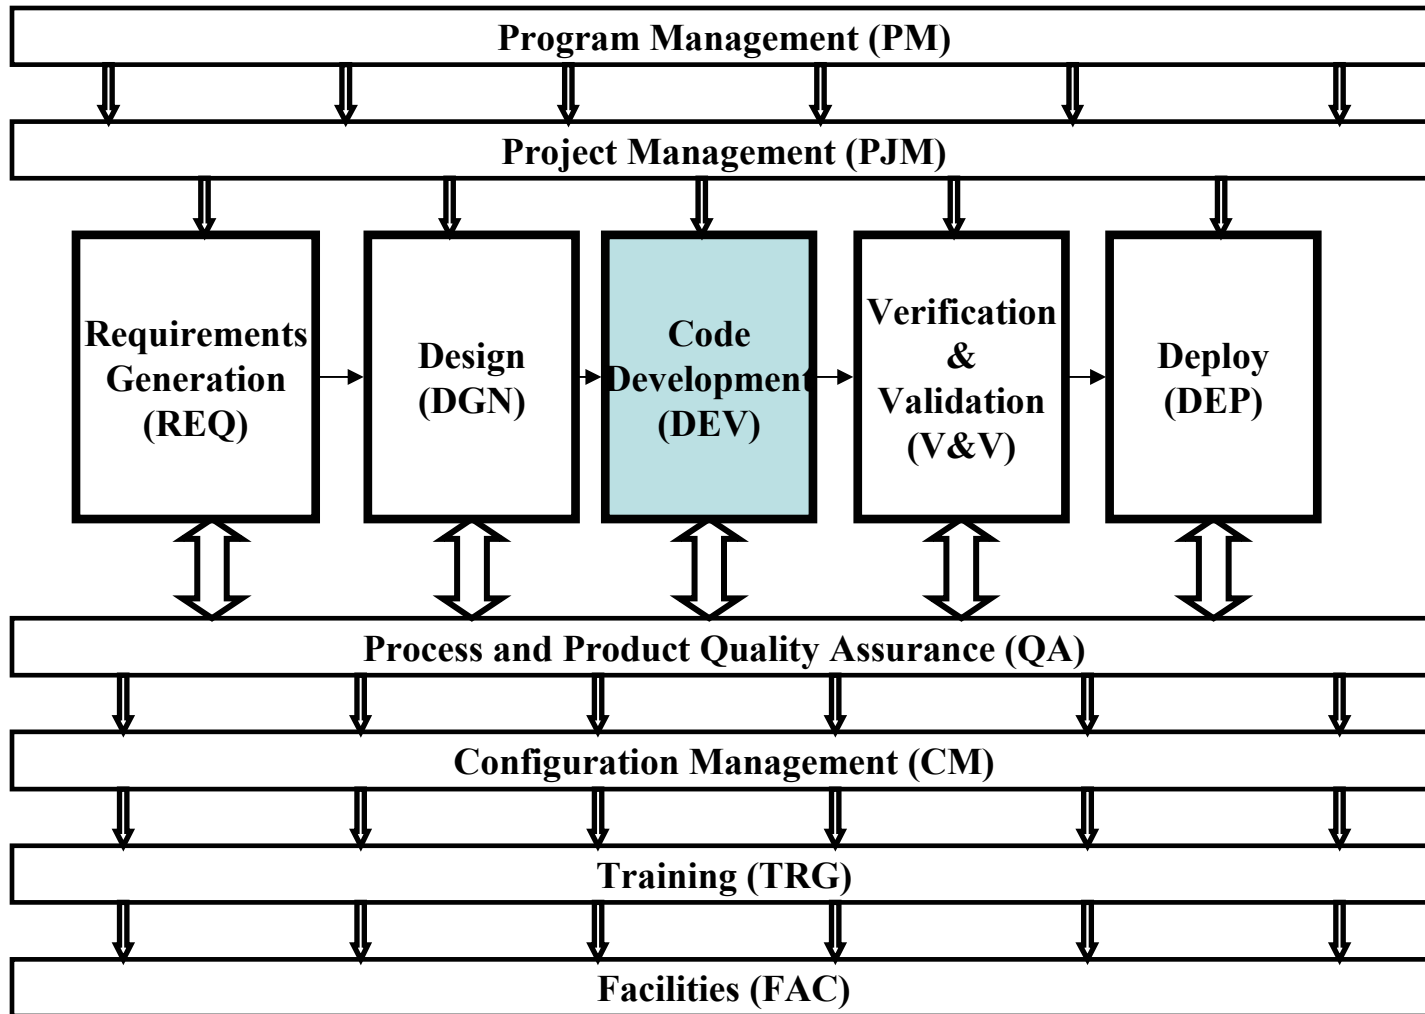 Program Management (PM)
Project Management (PJM)
Requirements
Generation
(REQ)
Design
(DGN)
Code
Development
(DEV)
Verification
&
Validation
(V&V)
Deploy
(DEP)
Process and Product Quality Assurance (QA)
Configuration Management (CM)
Training (TRG)
Facilities (FAC)